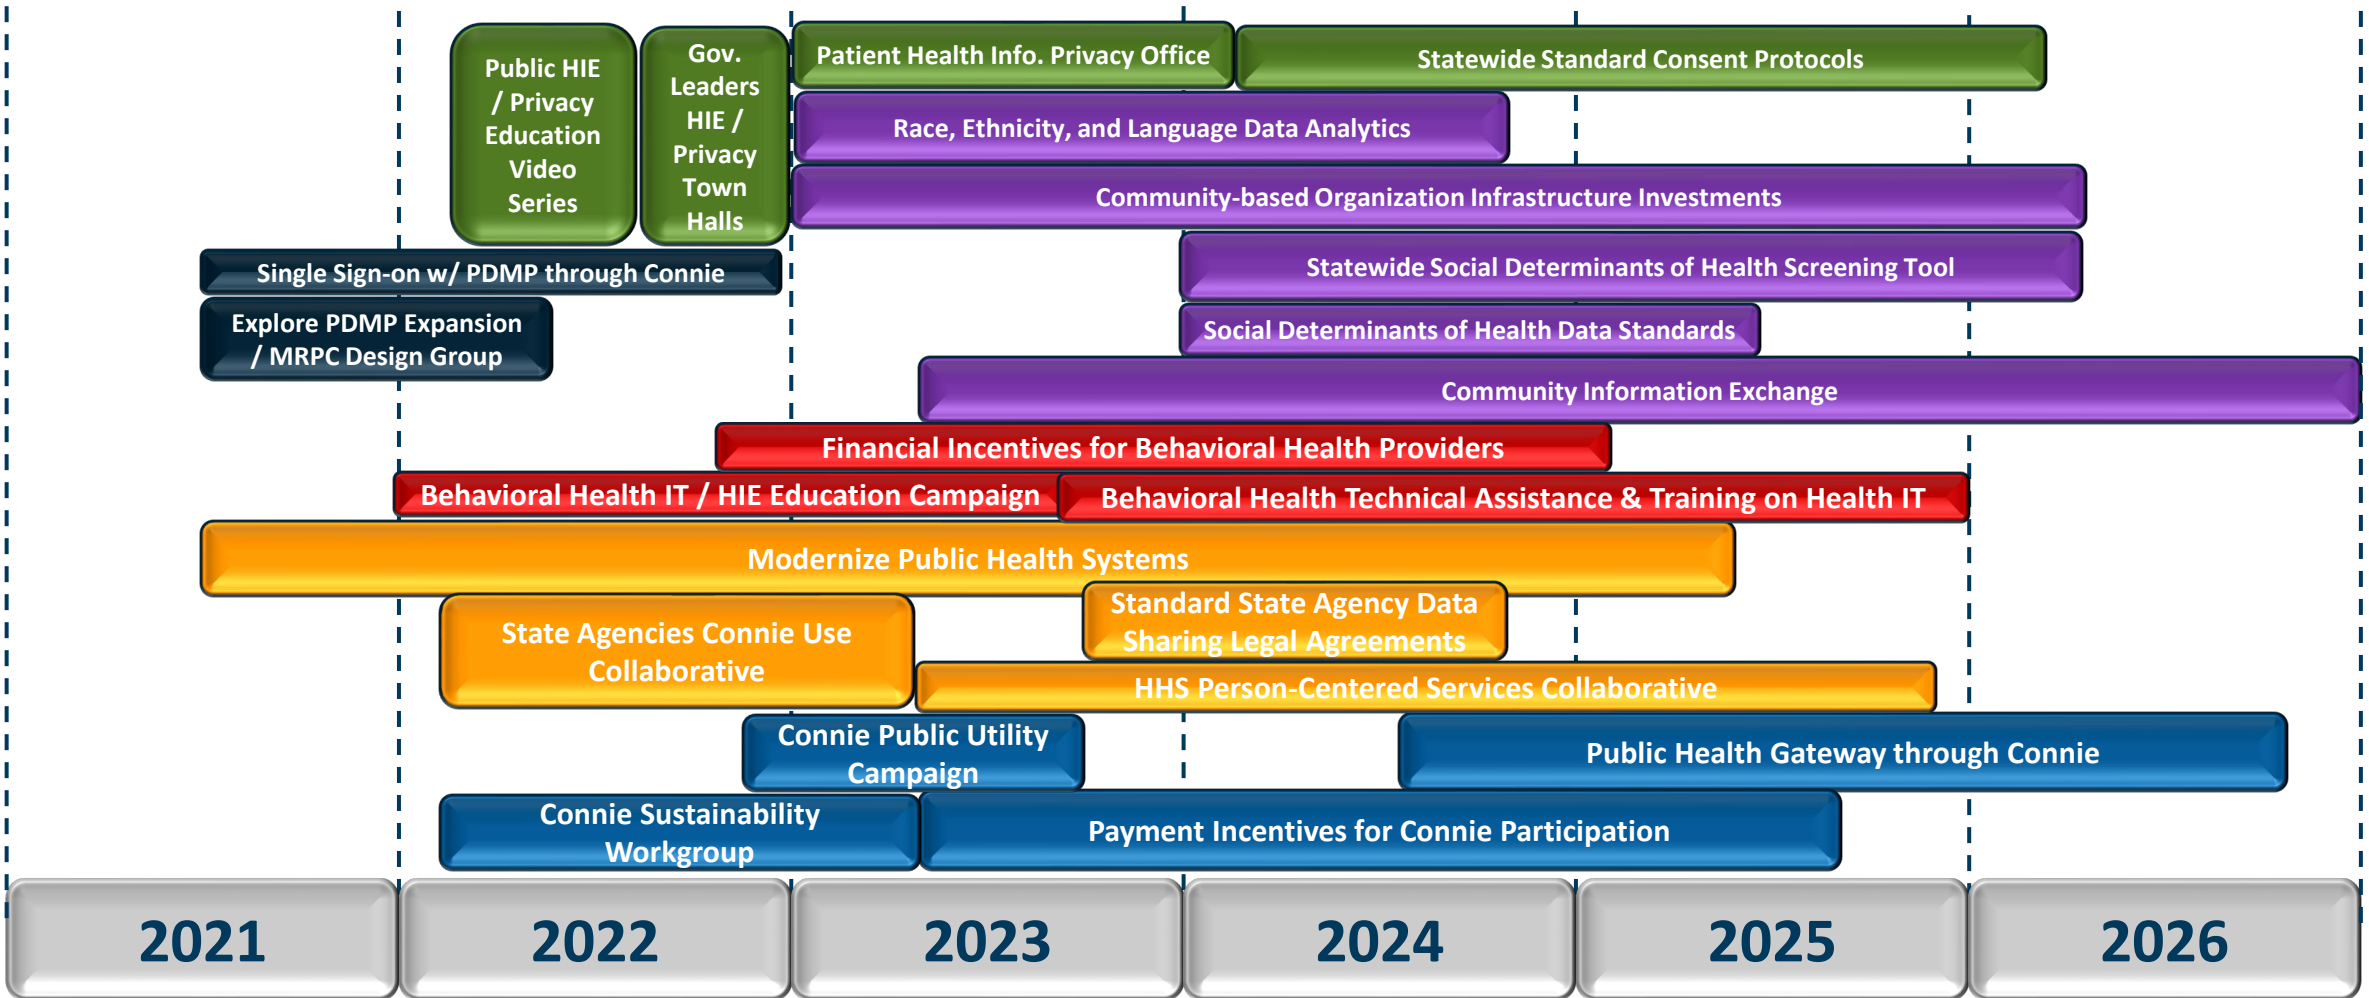 Public HIE
/ Privacy
Education
Video
Series
Gov.
Leaders
HIE /
Privacy
Town
Halls
Patient Health Info. Privacy Office
Statewide Standard Consent Protocols
Race, Ethnicity, and Language Data Analytics
Community-based Organization Infrastructure Investments
Single Sign-on w/ PDMP through Connie
Statewide Social Determinants of Health Screening Tool
Explore PDMP Expansion
/ MRPC Design Group
Social Determinants of Health Data Standards
Community Information Exchange
Financial Incentives for Behavioral Health Providers
Behavioral Health IT / HIE Education Campaign
Behavioral Health Technical Assistance & Training on Health IT
Modernize Public Health Systems
State Agencies Connie Use
Collaborative
Standard State Agency Data
Sharing Legal Agreements
HHS Person-Centered Services Collaborative
Connie Public Utility
Campaign
Public Health Gateway through Connie
Connie Sustainability
Workgroup
Payment Incentives for Connie Participation
2021
2022
2023
2024
2025
2026